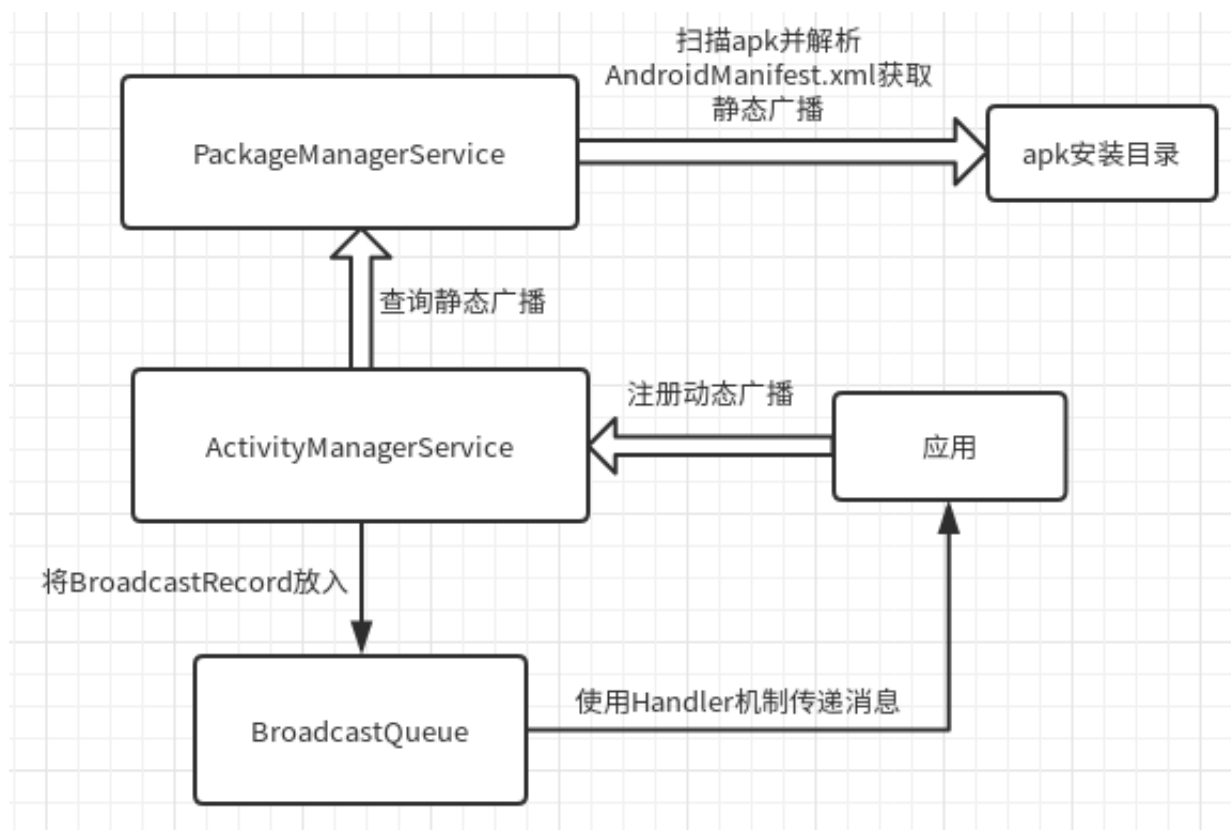 扫描apk并解析
AndroidManifest.xml获取
静态广播
PackageManagerService
apk安装目录
查询静态广播
注册动态广播
ActivityManagerService
应用
将BroadcastRecord放入
使用Handler机制传递消息
BroadcastQueue